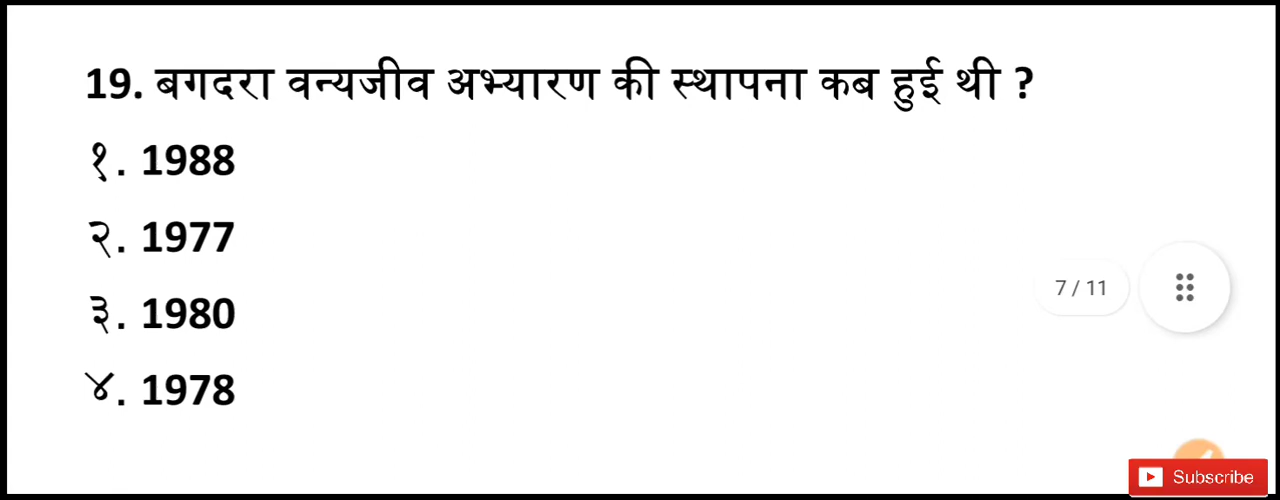 19. बगदरा वन्यजीव अभ्यारण की स्थापना कब हुई थी ?
१. 1988
२. 1977
३. 1980
४. 1978
7 / 11
Subscribe